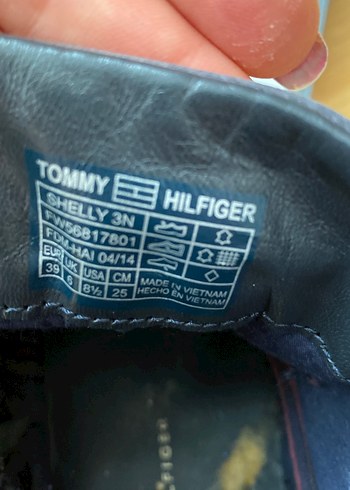 TOMMY HILFIGER
SHELLY 3N
FW56817801
FDM-HAI 04/14
EUR UK USA CM
39 6 8½ 25
MADE IN VIETNAM
HECHO EN VIETNAM